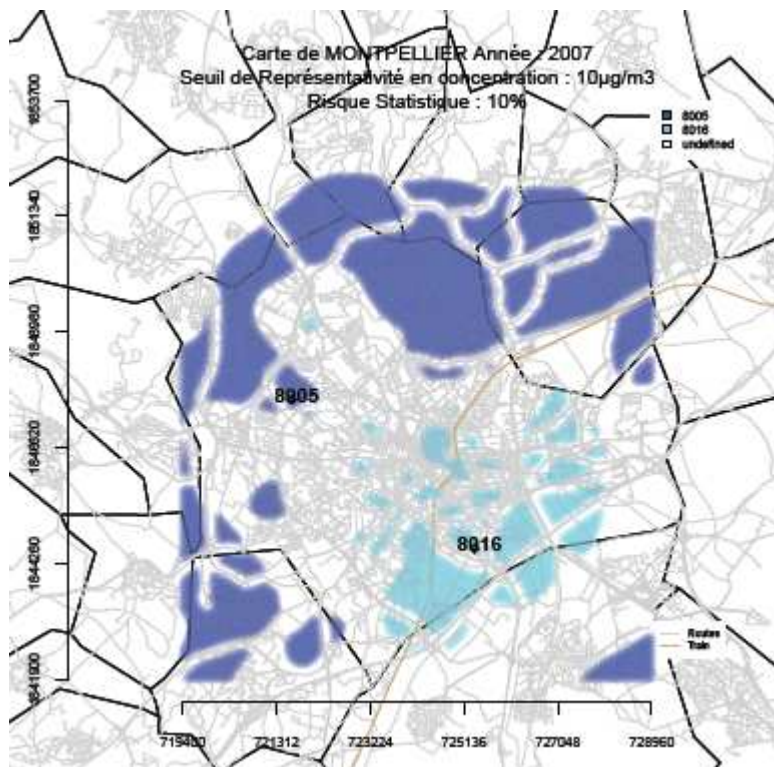 Carte de MONTPELLIER Année : 2007
Seuil de Représentativité en concentration : 10µg/m3
Risque Statistique : 10%
8005
8016
undefined
1853700
1851340
1848980
1846620
1844260
1841900
8005
8016
Routes
Train
719400 721312 723224 725136 727048 728960